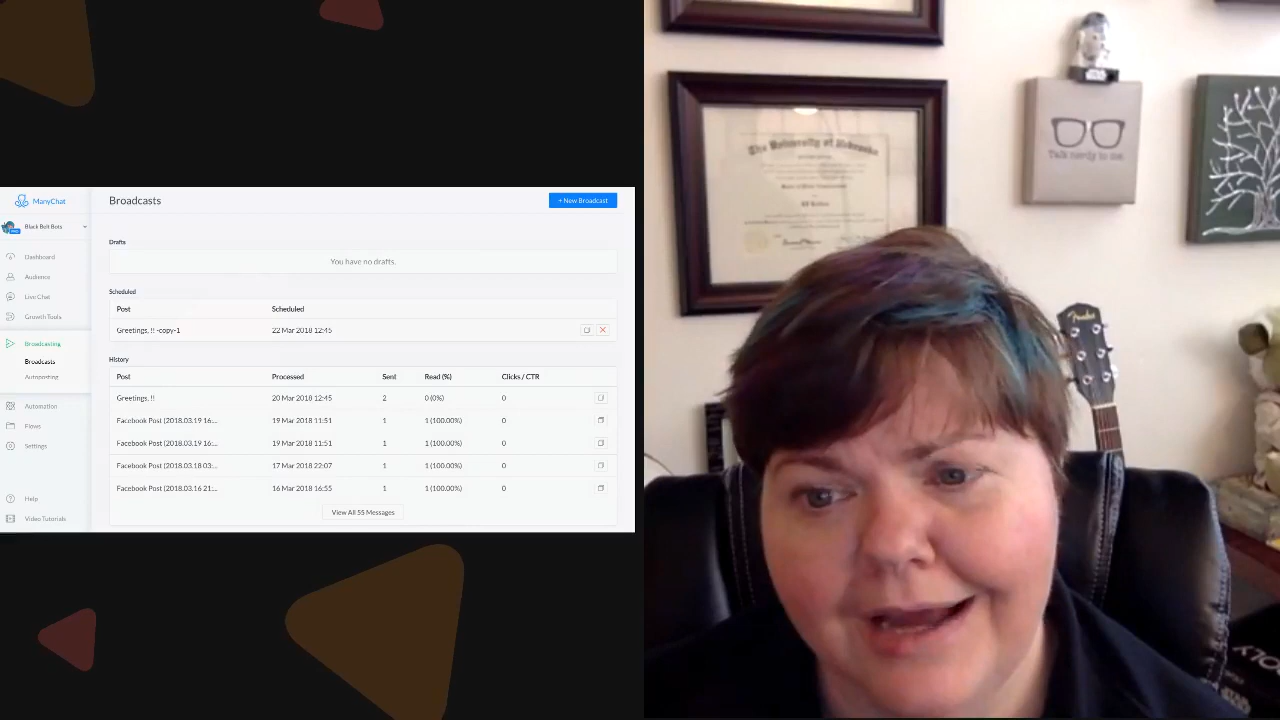 ManyChat
Black Belt Bots
PRO
Dashboard
Audience
Live Chat
Growth Tools
Broadcasting
Broadcasts
Autoposting
Automation
Flows
Settings
Help
Video Tutorials
Broadcasts
+ New Broadcast
Drafts
You have no drafts.
Scheduled
Post Scheduled
Greetings, !! -copy-1 22 Mar 2018 12:45
History
Post Processed Sent Read (%) Clicks / CTR
Greetings, !! 20 Mar 2018 12:45 2 0 (0%) 0
Facebook Post (2018.03.19 16:... 19 Mar 2018 11:51 1 1 (100.00%) 0
Facebook Post (2018.03.19 16:... 19 Mar 2018 11:51 1 1 (100.00%) 0
Facebook Post (2018.03.18 03:... 17 Mar 2018 22:07 1 1 (100.00%) 0
Facebook Post (2018.03.16 21:... 16 Mar 2018 16:55 1 1 (100.00%) 0
View All 55 Messages
The University of Nebraska
Talk nerdy to me
Fender